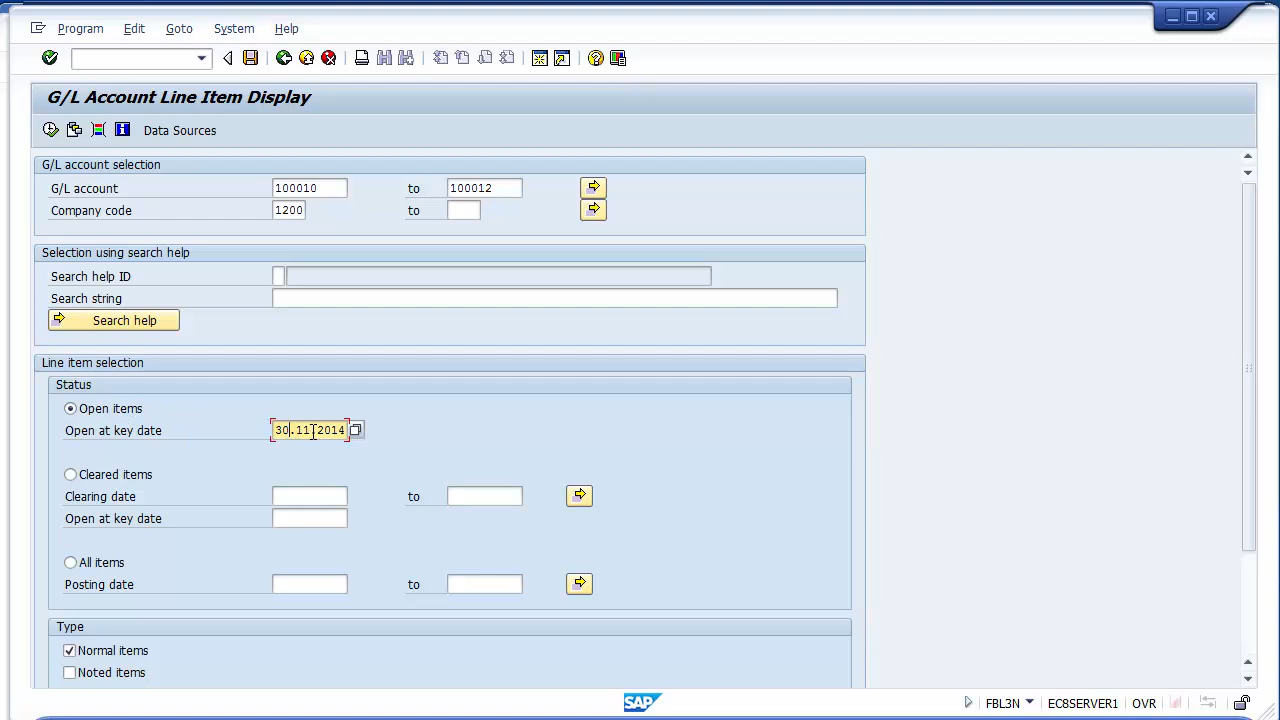 Program Edit Goto System Help
G/L Account Line Item Display
Data Sources
G/L account selection
G/L account 100010 to 100012
Company code 1200 to
Selection using search help
Search help ID
Search string
Search help
Line item selection
Status
Open items
Open at key date 30.11.2014
Cleared items
Clearing date to
Open at key date
All items
Posting date to
Type
Normal items
Noted items
SAP FBL3N EC8SERVER1 OVR